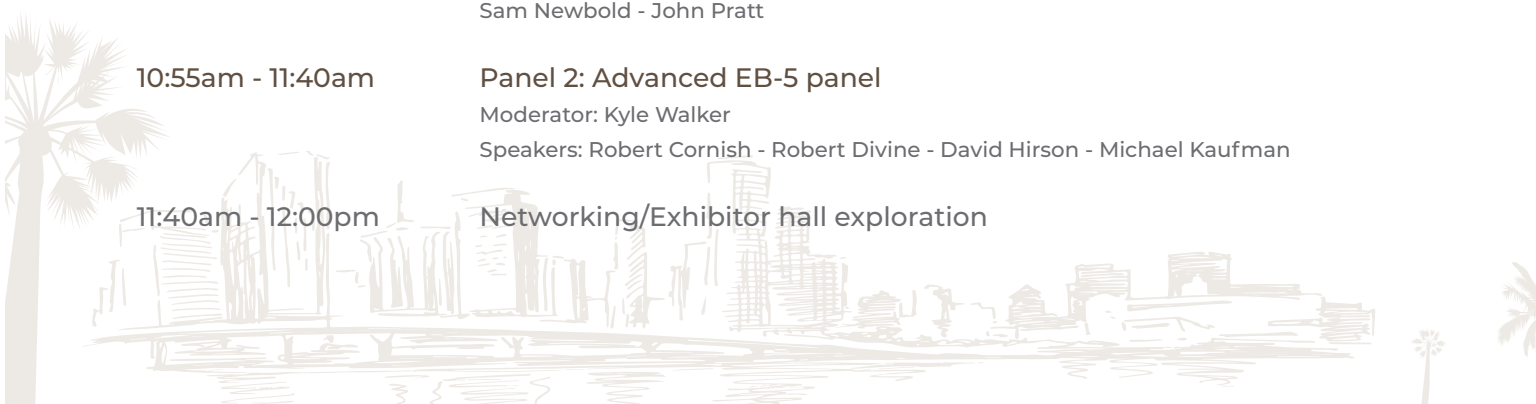 Sam Newbold - John Pratt
10:55am - 11:40am Panel 2: Advanced EB-5 panel
Moderator: Kyle Walker
Speakers: Robert Cornish - Robert Divine - David Hirson - Michael Kaufman
11:40am - 12:00pm Networking/Exhibitor hall exploration